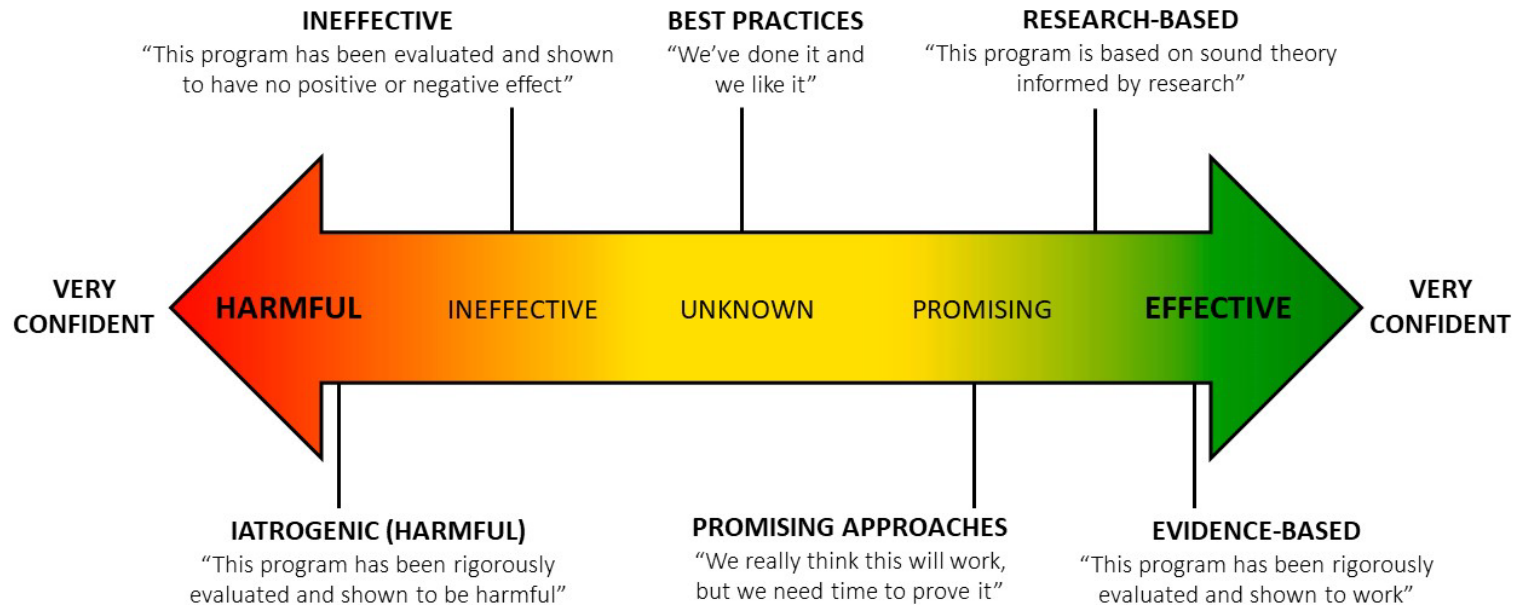 INEFFECTIVE
“This program has been evaluated and shown
to have no positive or negative effect”
BEST PRACTICES
“We’ve done it and
we like it”
RESEARCH-BASED
“This program is based on sound theory
informed by research”
VERY
CONFIDENT
HARMFUL
INEFFECTIVE
UNKNOWN
PROMISING
EFFECTIVE
VERY
CONFIDENT
IATROGENIC (HARMFUL)
“This program has been rigorously
evaluated and shown to be harmful”
PROMISING APPROACHES
“We really think this will work,
but we need time to prove it”
EVIDENCE-BASED
“This program has been rigorously
evaluated and shown to work”